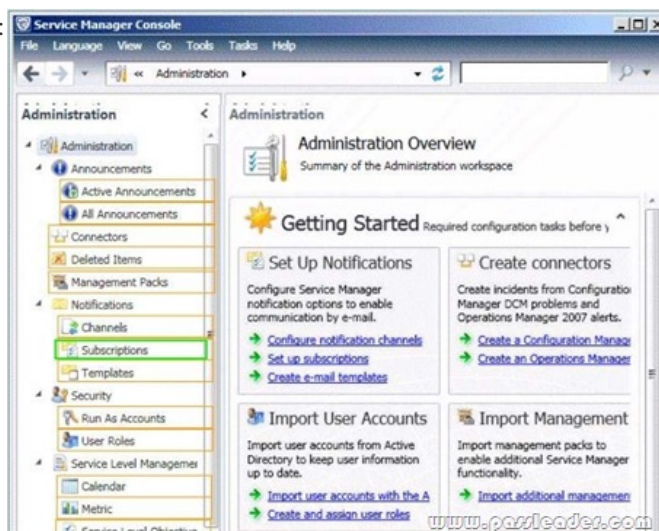 :
Service Manager Console
File Language View Go Tools Tasks Help
« Administration
Administration
Administration
Announcements
Active Announcements
All Announcements
Connectors
Deleted Items
Management Packs
Notifications
Channels
Subscriptions
Templates
Security
Run As Accounts
User Roles
Service Level Managemer
Calendar
Metric
Service Level Objective
Administration
Administration Overview
Summary of the Administration workspace
Getting Started Required configuration tasks before y
Set Up Notifications
Configure Service Manager
notification options to enable
communication by e-mail.
Configure notification channels
Set up subscriptions
Create e-mail templates
Create connectors
Create incidents from Configuration
Manager DCM problems and
Operations Manager 2007 alerts.
Create a Configuration Manag
Create an Operations Manager
Import User Accounts
Import user accounts from Active
Directory to keep user information
up to date.
Import user accounts with the A
Create and assign user roles
Import Management
Import management packs to
enable additional Service Manager
functionality.
Import additional managemen
www.passleader.com